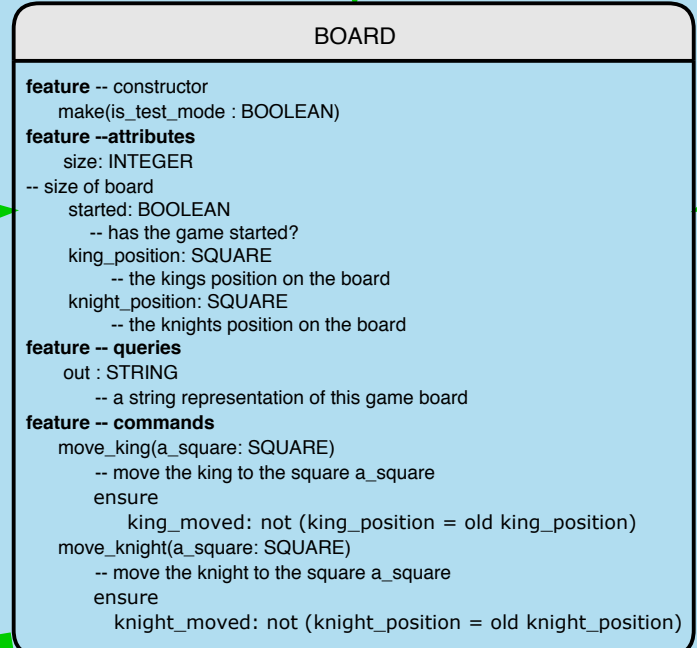 BOARD
feature -- constructor
make(is_test_mode : BOOLEAN)
feature --attributes
size: INTEGER
-- size of board
started: BOOLEAN
-- has the game started?
king_position: SQUARE
-- the kings position on the board
knight_position: SQUARE
-- the knights position on the board
feature -- queries
out : STRING
-- a string representation of this game board
feature -- commands
move_king(a_square: SQUARE)
-- move the king to the square a_square
ensure
king_moved: not (king_position = old king_position)
move_knight(a_square: SQUARE)
-- move the knight to the square a_square
ensure
knight_moved: not (knight_position = old knight_position)